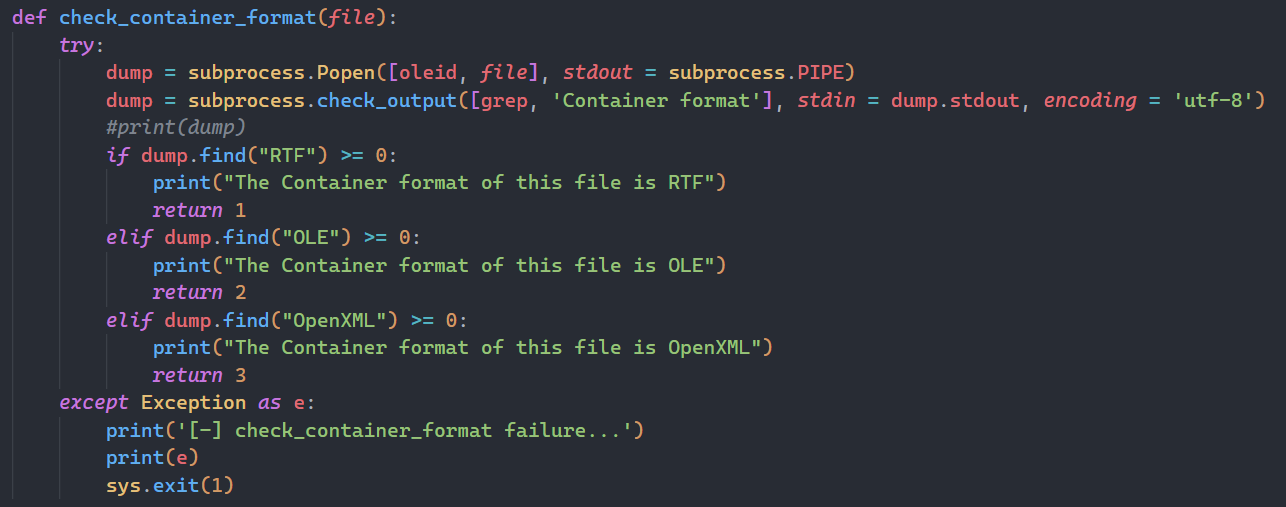 def check_container_format(file):
    try:
        dump = subprocess.Popen([oleid, file], stdout = subprocess.PIPE)
        dump = subprocess.check_output([grep, 'Container format'], stdin = dump.stdout, encoding = 'utf-8')
        #print(dump)
        if dump.find("RTF") >= 0:
            print("The Container format of this file is RTF")
            return 1
        elif dump.find("OLE") >= 0:
            print("The Container format of this file is OLE")
            return 2
        elif dump.find("OpenXML") >= 0:
            print("The Container format of this file is OpenXML")
            return 3
    except Exception as e:
        print('[-] check_container_format failure...')
        print(e)
        sys.exit(1)